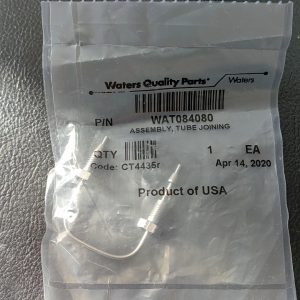 Waters Quality Parts® Waters
P/N WAT084080
ASSEMBLY, TUBE JOINING
QTY 1 EA
Code: CT4435r Apr 14, 2020
Product of USA